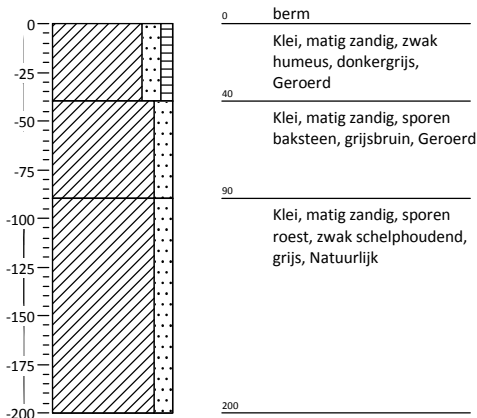 0 berm
Klei, matig zandig, zwak
humeus, donkergrijs,
Geroerd
40
Klei, matig zandig, sporen
baksteen, grijsbruin, Geroerd
90
Klei, matig zandig, sporen
roest, zwak schelphoudend,
grijs, Natuurlijk
200
0
-25
-50
-75
-100
-125
-150
-175
-200